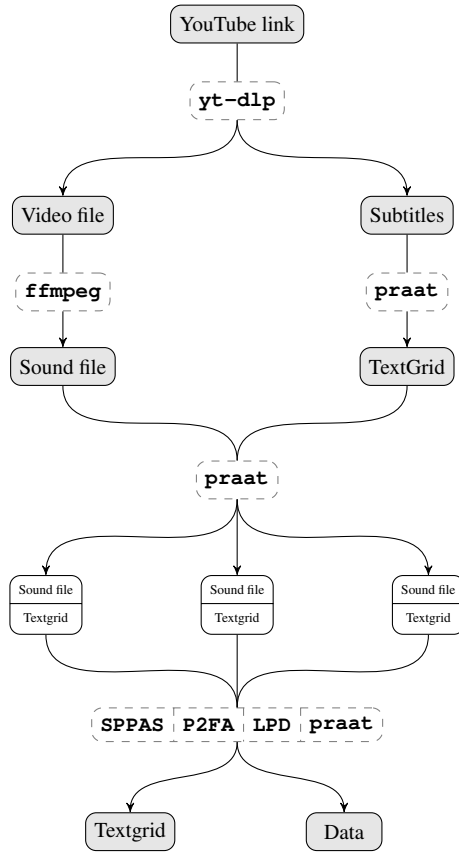 YouTube link
yt-dlp
Video file Subtitles
ffmpeg praat
Sound file TextGrid
praat
Sound file Sound file Sound file
Textgrid Textgrid Textgrid
SPPAS P2FA LPD praat
Textgrid Data